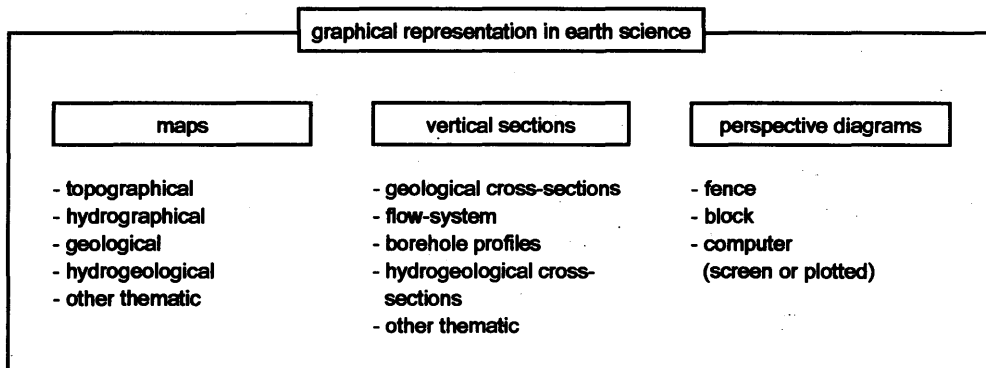 graphical representation in earth science
maps
- topographical
- hydrographical
- geological
- hydrogeological
- other thematic
vertical sections
- geological cross-sections
- flow-system
- borehole profiles
- hydrogeological cross-
sections
- other thematic
perspective diagrams
- fence
- block
- computer
(screen or plotted)